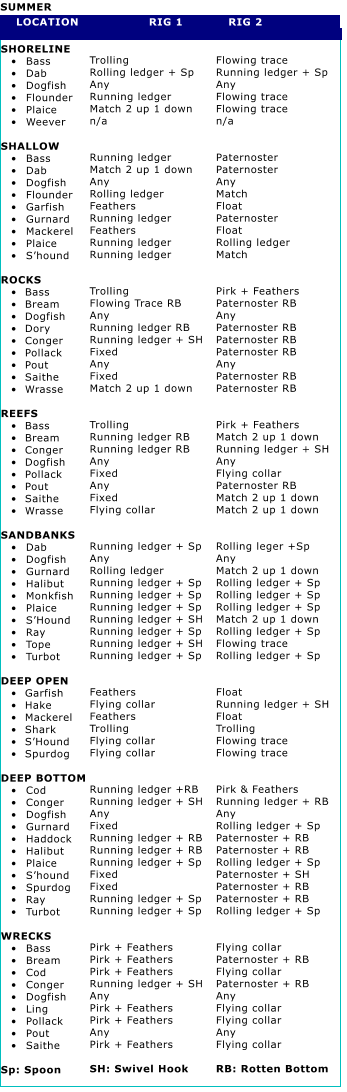 SUMMER
LOCATION RIG 1 RIG 2
SHORELINE
• Bass Trolling Flowing trace
• Dab Rolling ledger + Sp Running ledger + Sp
• Dogfish Any Any
• Flounder Running ledger Flowing trace
• Plaice Match 2 up 1 down Flowing trace
• Weever n/a n/a
SHALLOW
• Bass Running ledger Paternoster
• Dab Match 2 up 1 down Paternoster
• Dogfish Any Any
• Flounder Rolling ledger Match
• Garfish Feathers Float
• Gurnard Running ledger Paternoster
• Mackerel Feathers Float
• Plaice Running ledger Rolling ledger
• S'hound Running ledger Match
ROCKS
• Bass Trolling Pirk + Feathers
• Bream Flowing Trace RB Paternoster RB
• Dogfish Any Any
• Dory Running ledger RB Paternoster RB
• Conger Running ledger + SH Paternoster RB
• Pollack Fixed Paternoster RB
• Pout Any Any
• Saithe Fixed Paternoster RB
• Wrasse Match 2 up 1 down Paternoster RB
REEFS
• Bass Trolling Pirk + Feathers
• Bream Running ledger RB Match 2 up 1 down
• Conger Running ledger RB Running ledger + SH
• Dogfish Any Any
• Pollack Fixed Flying collar
• Pout Any Paternoster RB
• Saithe Fixed Match 2 up 1 down
• Wrasse Flying collar Match 2 up 1 down
SANDBANKS
• Dab Running ledger + Sp Rolling leger +Sp
• Dogfish Any Any
• Gurnard Rolling ledger Match 2 up 1 down
• Halibut Running ledger + Sp Rolling ledger + Sp
• Monkfish Running ledger + Sp Rolling ledger + Sp
• Plaice Running ledger + Sp Rolling ledger + Sp
• S'Hound Running ledger + SH Match 2 up 1 down
• Ray Running ledger + Sp Rolling ledger + Sp
• Tope Running ledger + SH Flowing trace
• Turbot Running ledger + Sp Rolling ledger + Sp
DEEP OPEN
• Garfish Feathers Float
• Hake Flying collar Running ledger + SH
• Mackerel Feathers Float
• Shark Trolling Trolling
• S'Hound Flying collar Flowing trace
• Spurdog Flying collar Flowing trace
DEEP BOTTOM
• Cod Running ledger +RB Pirk & Feathers
• Conger Running ledger + SH Running ledger + RB
• Dogfish Any Any
• Gurnard Fixed Rolling ledger + Sp
• Haddock Running ledger + RB Paternoster + RB
• Halibut Running ledger + RB Paternoster + RB
• Plaice Running ledger + Sp Rolling ledger + Sp
• S'hound Fixed Paternoster + SH
• Spurdog Fixed Paternoster + RB
• Ray Running ledger + Sp Paternoster + RB
• Turbot Running ledger + Sp Rolling ledger + Sp
WRECKS
• Bass Pirk + Feathers Flying collar
• Bream Pirk + Feathers Paternoster + RB
• Cod Pirk + Feathers Flying collar
• Conger Running ledger + SH Paternoster + RB
• Dogfish Any Any
• Ling Pirk + Feathers Flying collar
• Pollack Pirk + Feathers Flying collar
• Pout Any Any
• Saithe Pirk + Feathers Flying collar
Sp: Spoon SH: Swivel Hook RB: Rotten Bottom